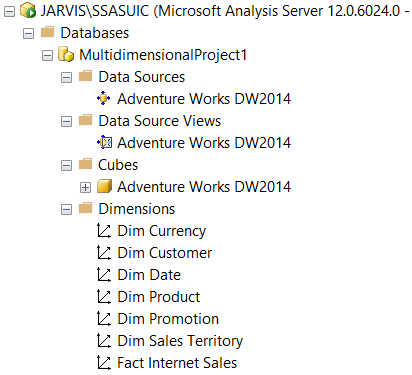 JARVIS\SSASUIC (Microsoft Analysis Server 12.0.6024.0 -
Databases
MultidimensionalProject1
Data Sources
Adventure Works DW2014
Data Source Views
Adventure Works DW2014
Cubes
Adventure Works DW2014
Dimensions
Dim Currency
Dim Customer
Dim Date
Dim Product
Dim Promotion
Dim Sales Territory
Fact Internet Sales